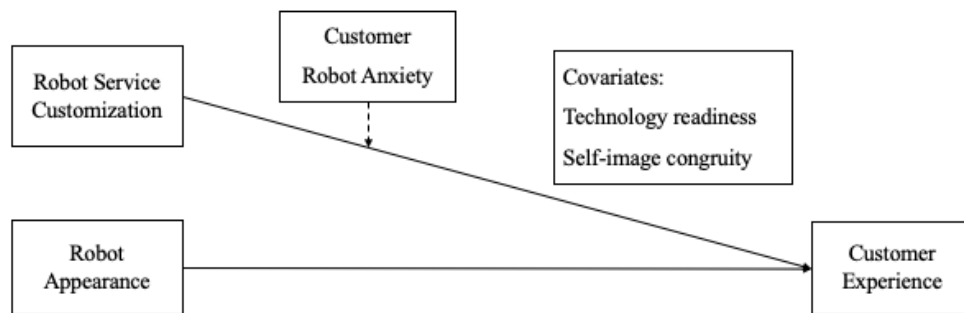 Customer
Robot Anxiety
Robot Service
Customization
Covariates:
Technology readiness
Self-image congruity
Robot
Appearance
Customer
Experience